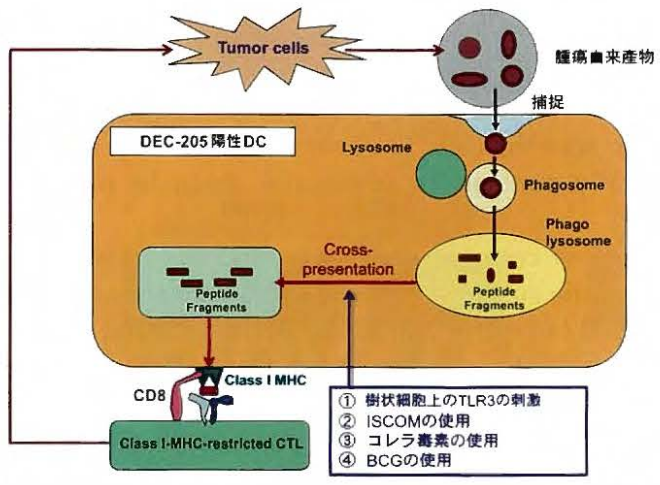 Tumor cells
腫瘍由来産物
捕捉
DEC-205 陽性DC
Lysosome
Phagosome
Phago
lysosome
Cross-
presentation
Peptide
Fragments
Peptide
Fragments
Class I MHC
CD8
Class I-MHC-restricted CTL
① 樹状細胞上のTLR3の刺激
② ISCOMの使用
③ コレラ毒素の使用
④ BCGの使用